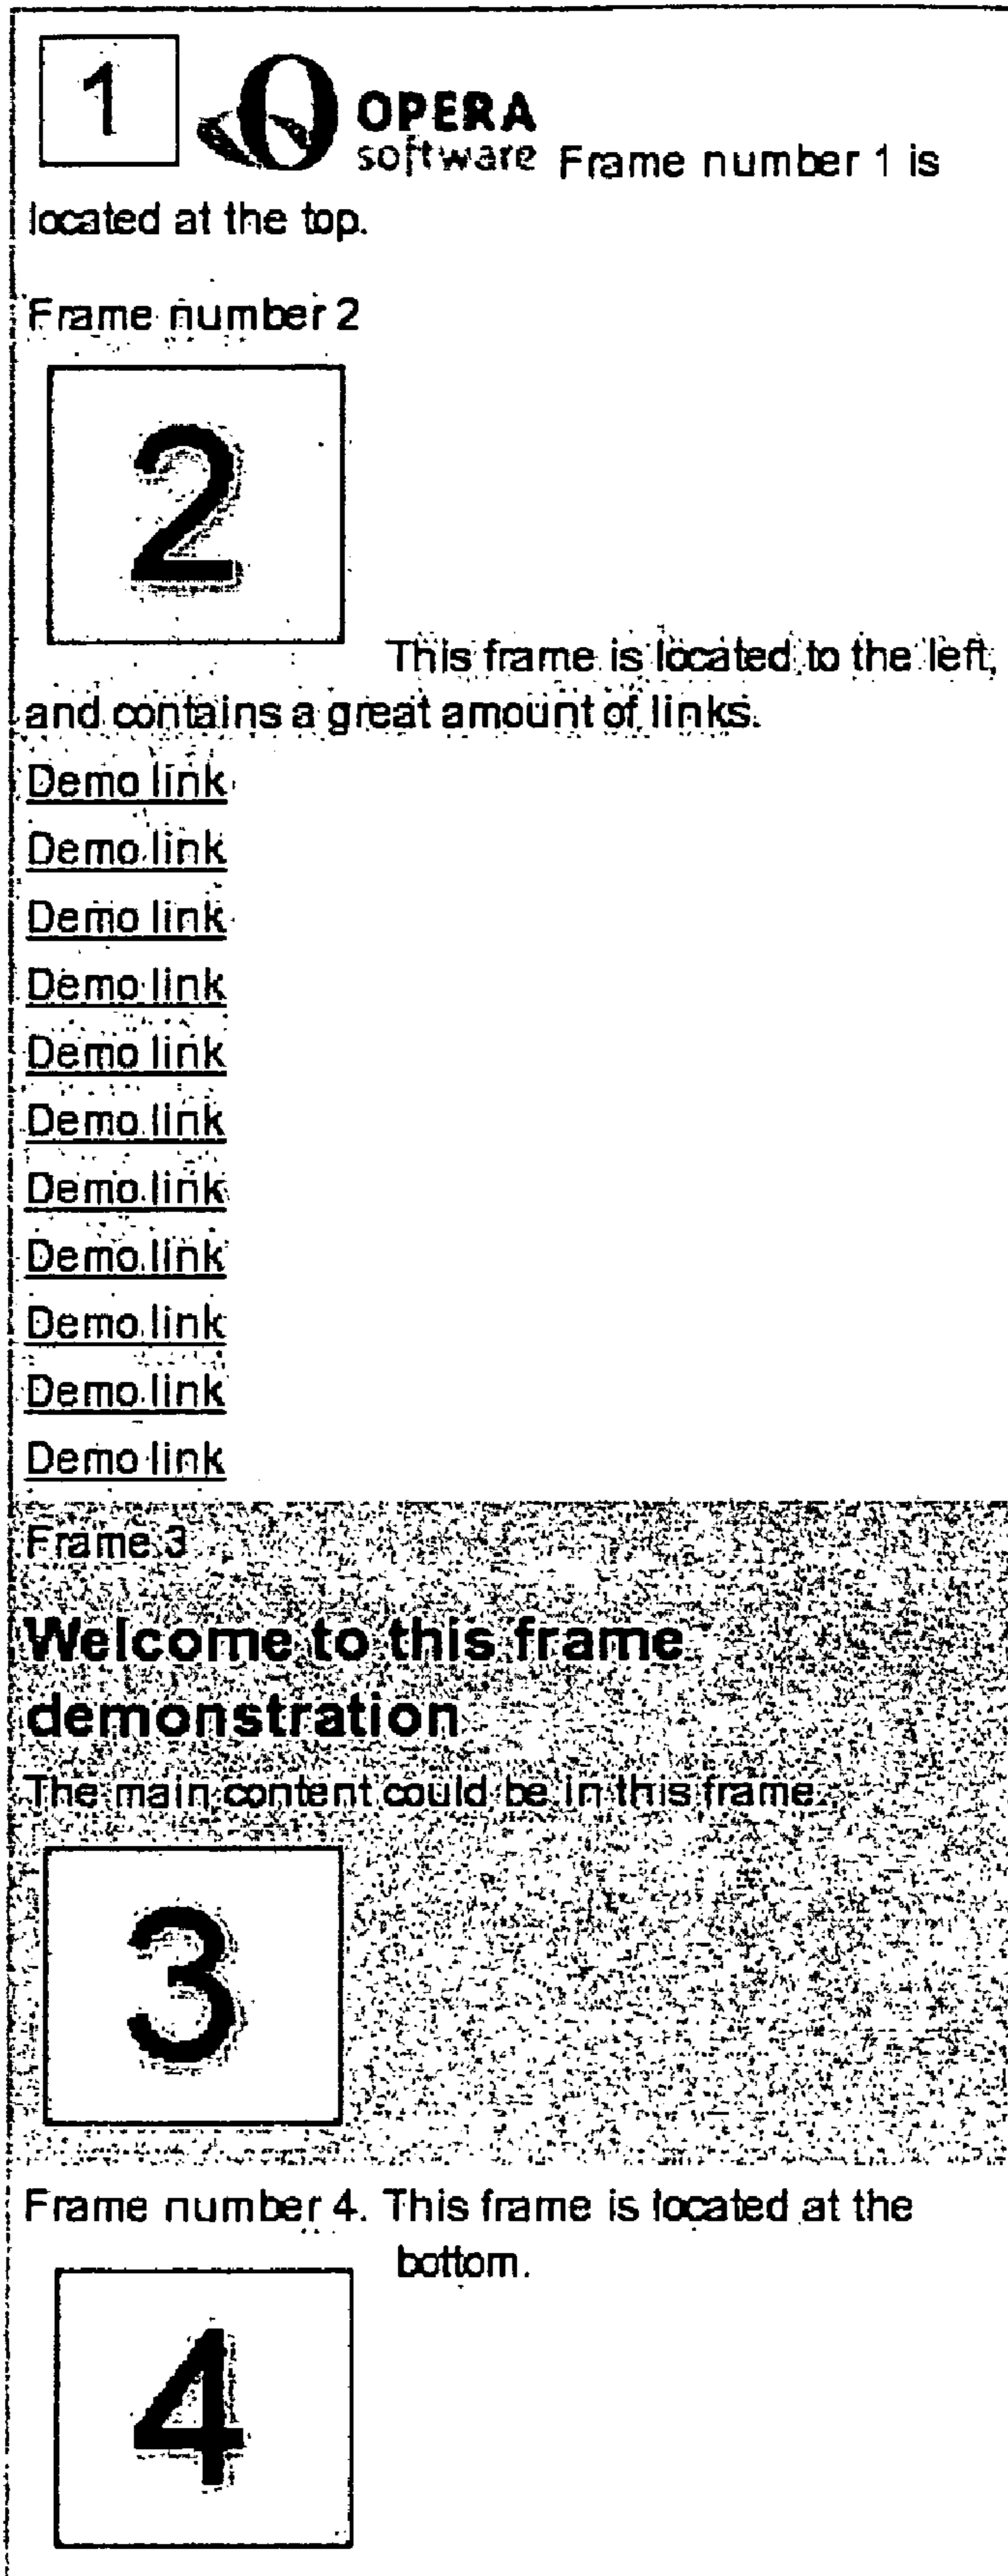 1
OPERA
software Frame number 1 is
located at the top.
Frame number 2
2
This frame is located to the left,
and contains a great amount of links.
Demo link
Demo link
Demo link
Demo link
Demo link
Demo link
Demo link
Demo link
Demo link
Demo link
Demo link
Frame 3
Welcome to this frame
demonstration
The main content could be in this frame.
3
Frame number 4. This frame is located at the
bottom.
4